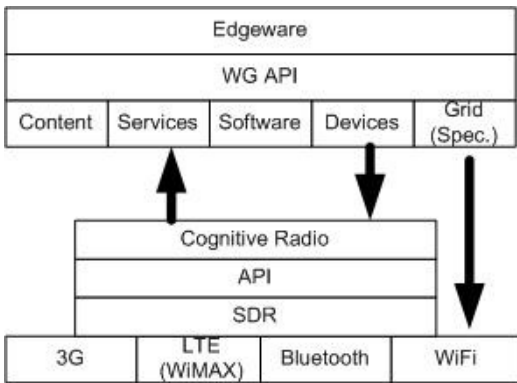 Edgeware
WG API
Content Services Software Devices Grid
(Spec.)
Cognitive Radio
API
SDR
3G LTE
(WiMAX) Bluetooth WiFi